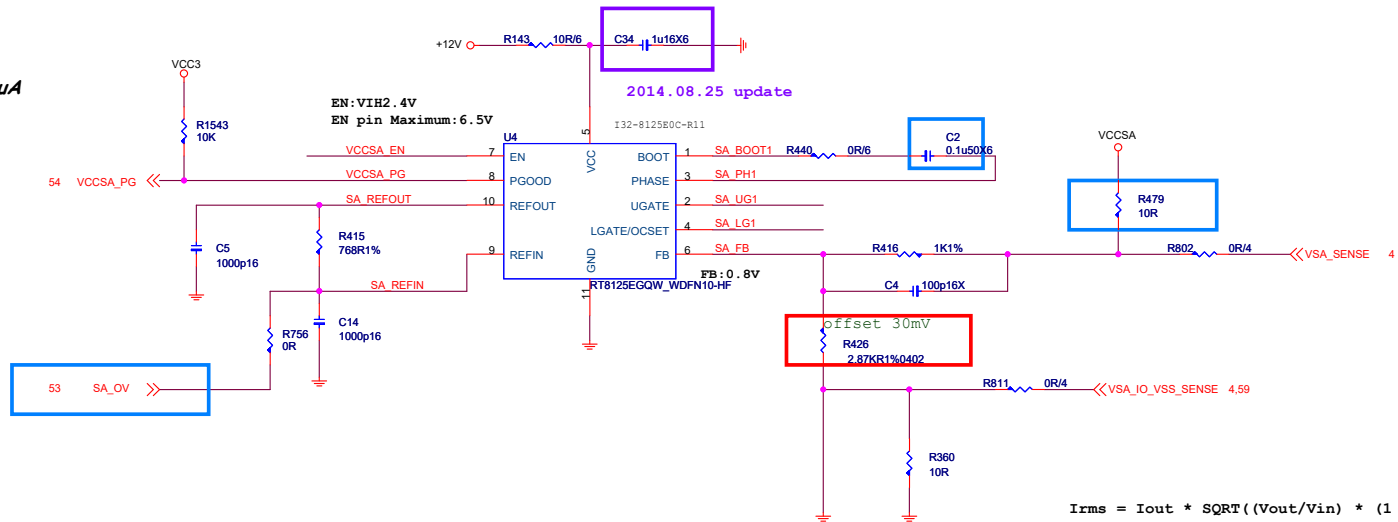 +12V
R143
10R/6
C34
1u16X6
VCC3
uA
2014.08.25 update
EN:VIH2.4V
EN pin Maximum:6.5V
I32-8125E0C-R11
R1543
10K
U4
5
VCC
C2
0.1u50X6
VCCSA
VCCSA_EN
7
EN
BOOT
1
SA_BOOT1
R440
0R/6
54
VCCSA_PG
VCCSA_PG
8
PGOOD
PHASE
3
SA_PH1
SA_REFOUT
10
REFOUT
UGATE
2
SA_UG1
R479
10R
C5
1000p16
R415
768R1%
LGATE/OCSET
4
SA_LG1
9
REFIN
GND
FB
6
SA_FB
R416
1K1%
R802
0R/4
VSA_SENSE 4
FB:0.8V
SA_REFIN
11
RT8125EGQW_WDFN10-HF
C4
100p16X
C14
1000p16
R756
0R
offset 30mV
R426
2.87KR1%0402
53
SA_OV
R811
0R/4
VSA_IO_VSS_SENSE 4,59
R360
10R
Irms = Iout * SQRT((Vout/Vin) * (1